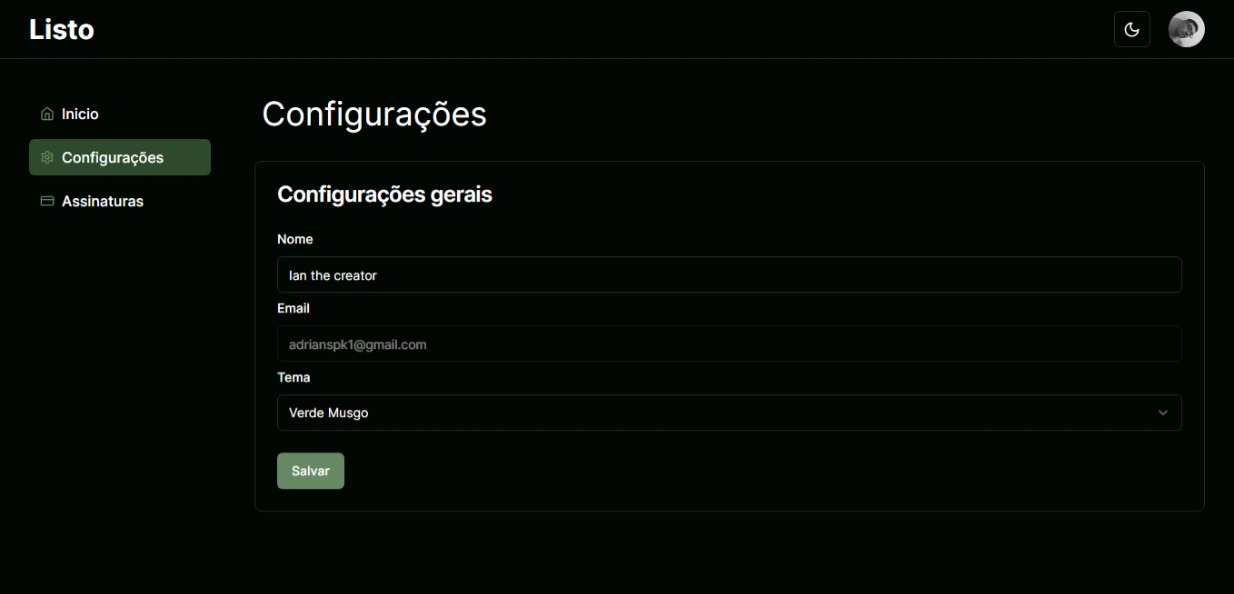 Listo
Inicio
Configurações
Assinaturas
Configurações
Configurações gerais
Nome
Ian the creator
Email
adrianspk1@gmail.com
Tema
Verde Musgo
Salvar